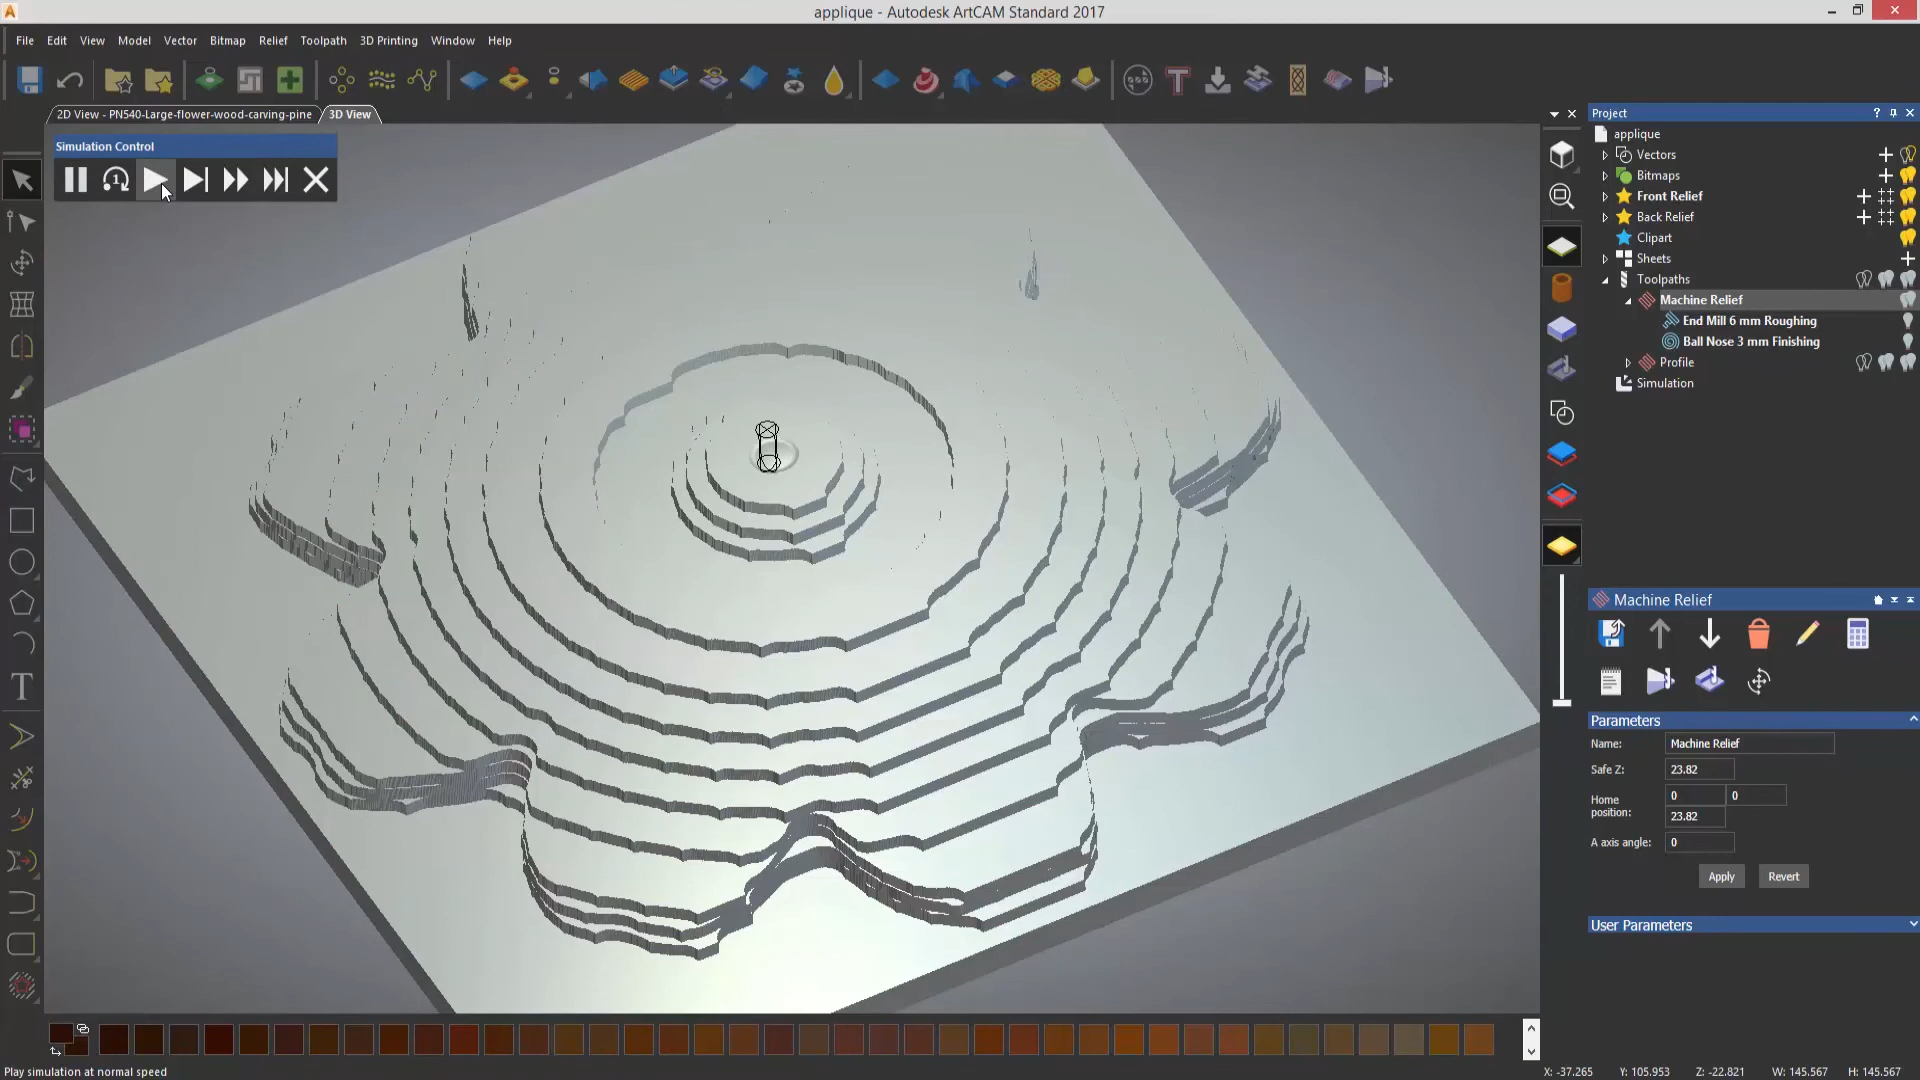 applique - Autodesk ArtCAM Standard 2017
File Edit View Model Vector Bitmap Relief Toolpath 3D Printing Window Help
2D View - PN540-Large-flower-wood-carving-pine 3D View
Simulation Control
1
Project
applique
Vectors
Bitmaps
Front Relief
Back Relief
Clipart
Sheets
Toolpaths
Machine Relief
End Mill 6 mm Roughing
Ball Nose 3 mm Finishing
Profile
Simulation
Machine Relief
Parameters
Name: Machine Relief
Safe Z: 23.82
Home position: 0 0
23.82
A axis angle: 0
Apply Revert
User Parameters
Play simulation at normal speed
X: -37.265 Y: 105.953 Z: -22.821 W: 145.567 H: 145.567